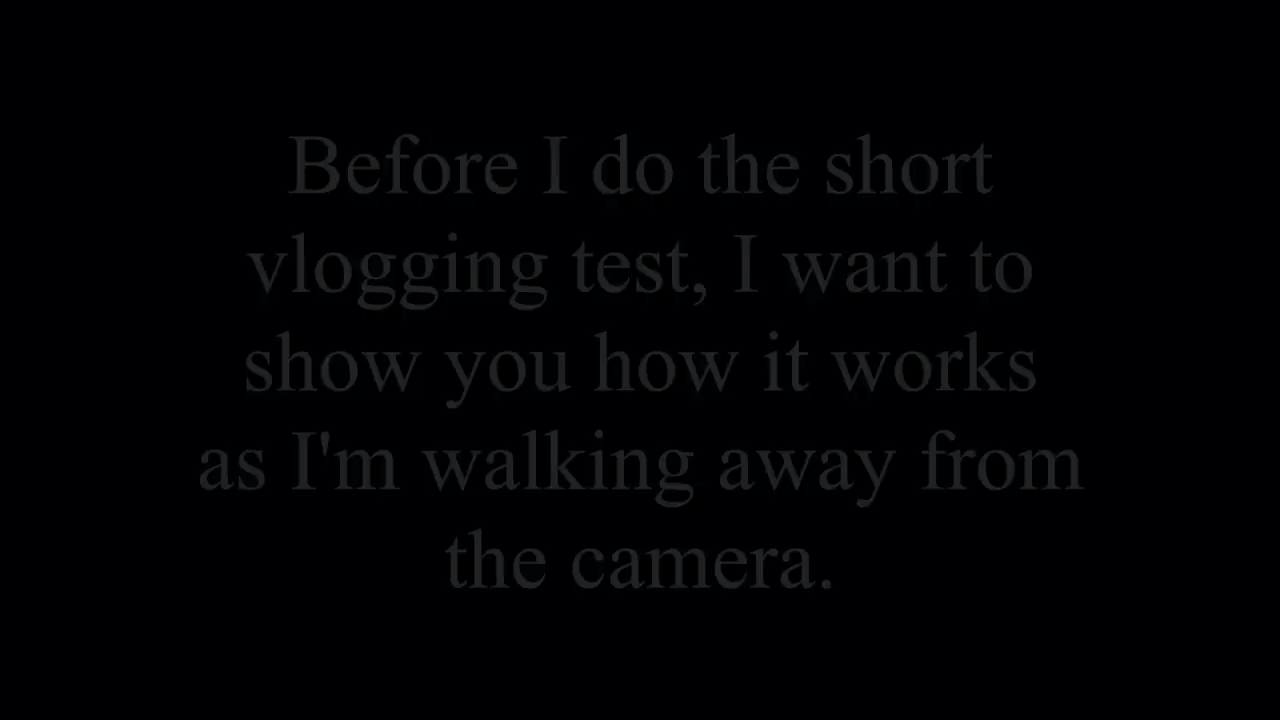 Before I do the short
vlogging test, I want to
show you how it works
as I'm walking away from
the camera.